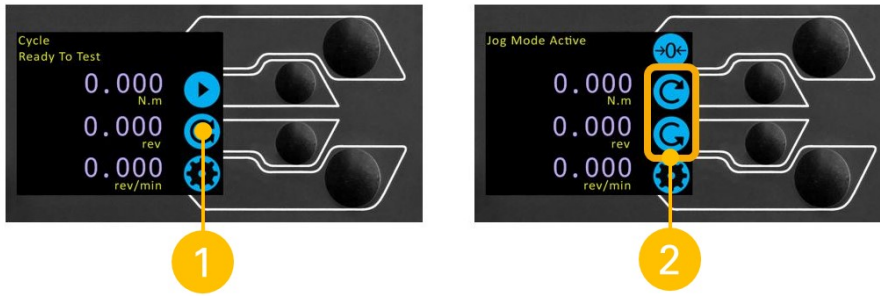 Cycle
Ready To Test
0.000
N.m
0.000
rev
0.000
rev/min
1
Jog Mode Active
→0←
0.000
N.m
0.000
rev
0.000
rev/min
2